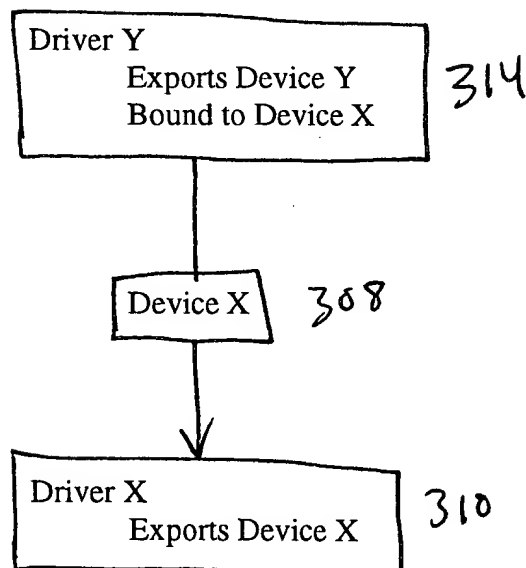 Driver Y
Exports Device Y
Bound to Device X
314
Device X
308
Driver X
Exports Device X
310